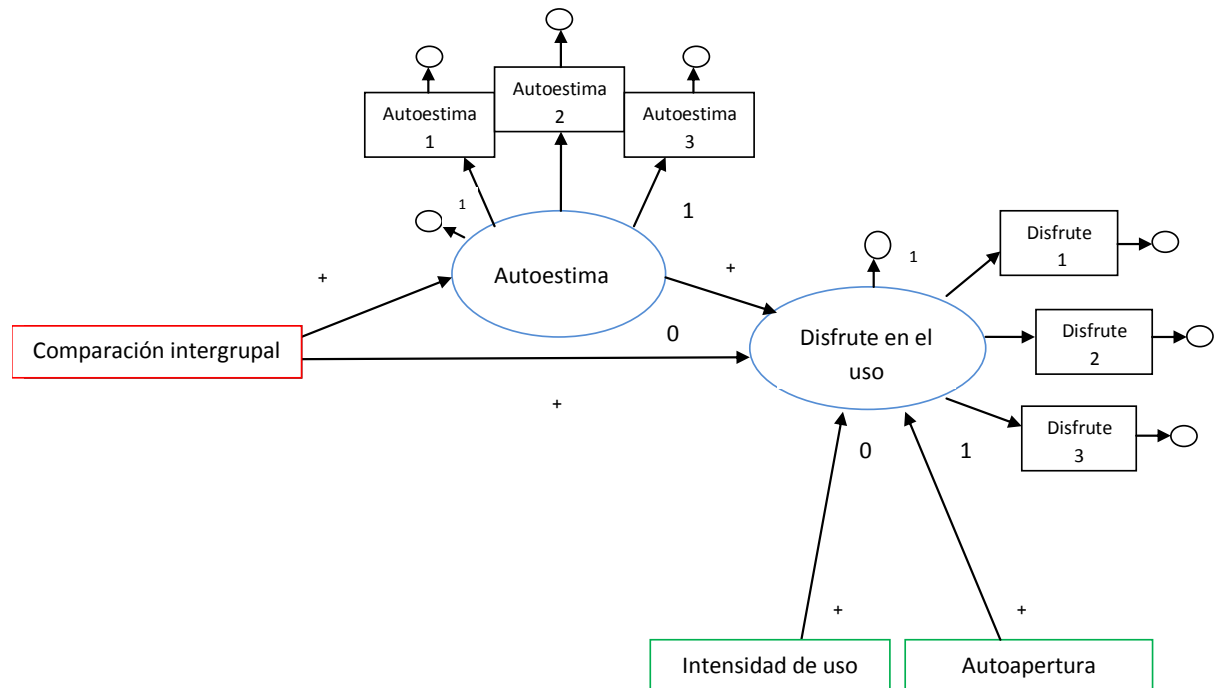 Autoestima
1
Autoestima
2
Autoestima
3
1
1
Autoestima
+
+
0
+
Comparación intergrupal
1
Disfrute en el
uso
Disfrute
1
Disfrute
2
Disfrute
3
0
1
+
+
Intensidad de uso
Autoapertura